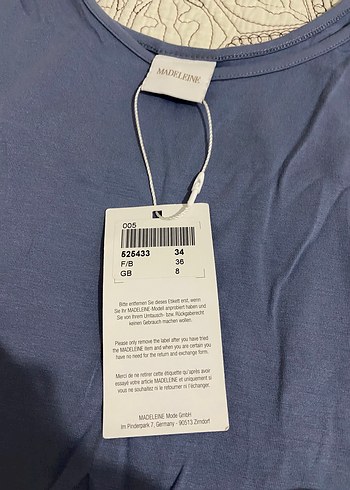 MADELEINE
005
525433 34
F/B 36
GB 8
Bitte entfernen Sie dieses Etikett erst, wenn
Sie Ihr MADELEINE-Modell anprobiert haben und
Sie von Ihrem Umtausch- bzw. Rückgaberecht
keinen Gebrauch machen wollen.
Please only remove the label after you have tried
the MADELEINE item and when you are certain you
have no need for the return and exchange form.
Merci de ne retirer cette étiquette qu'après avoir
essayé votre article MADELEINE et uniquement si
vous ne souhaitez ni le retourner ni l'échanger.
MADELEINE Mode GmbH
Im Pinderpark 7, Germany - 90513 Zirndorf